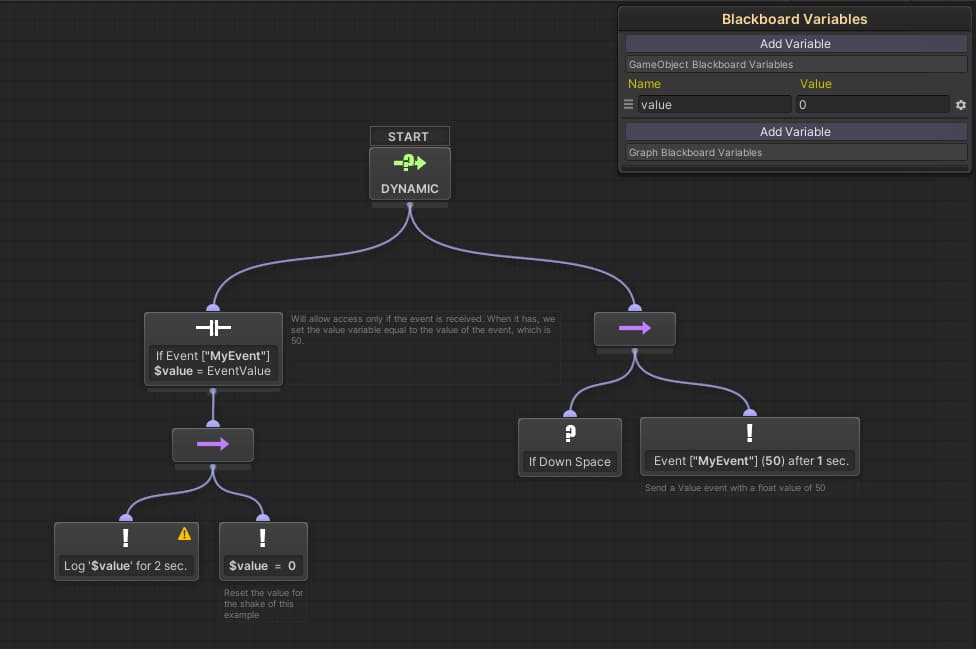 Blackboard Variables
Add Variable
GameObject Blackboard Variables
Name Value
value 0
Add Variable
Graph Blackboard Variables
START
DYNAMIC
If Event ["MyEvent"]
$value = EventValue
Will allow access only if the event is received. When it has, we
set the value variable equal to the value of the event, which is
50.
If Down Space
Event ["MyEvent"] (50) after 1 sec.
Send a Value event with a float value of 50
Log '$value' for 2 sec.
$value = 0
Reset the value for
the shake of this
example